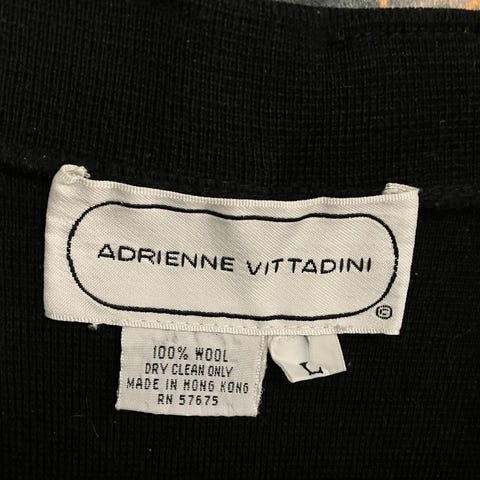 ADRIENNE VITTADINI
®
100% WOOL
DRY CLEAN ONLY
MADE IN HONG KONG
RN 57675
L